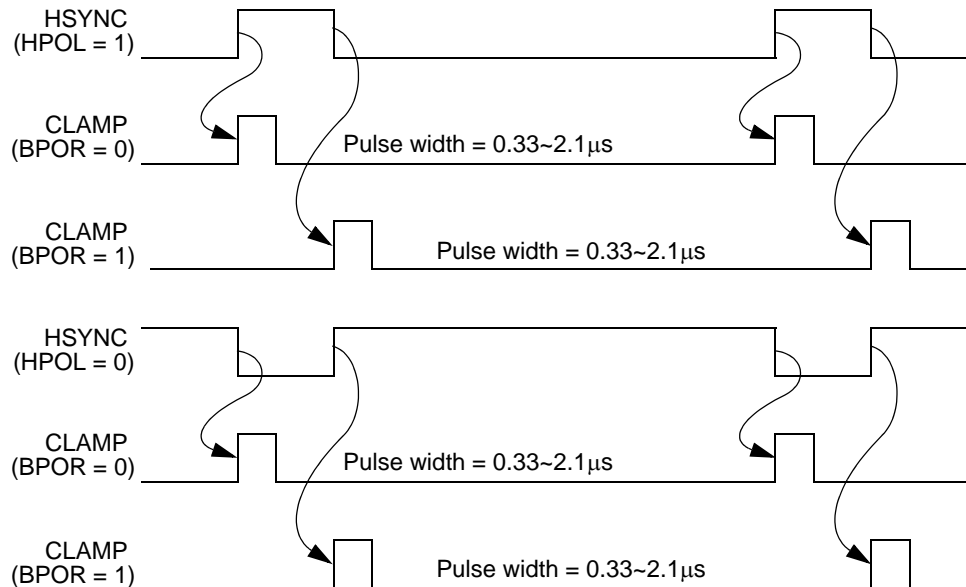 HSYNC
(HPOL = 1)
CLAMP
(BPOR = 0)
Pulse width = 0.33~2.1μs
CLAMP
(BPOR = 1)
Pulse width = 0.33~2.1μs
HSYNC
(HPOL = 0)
CLAMP
(BPOR = 0)
Pulse width = 0.33~2.1μs
CLAMP
(BPOR = 1)
Pulse width = 0.33~2.1μs